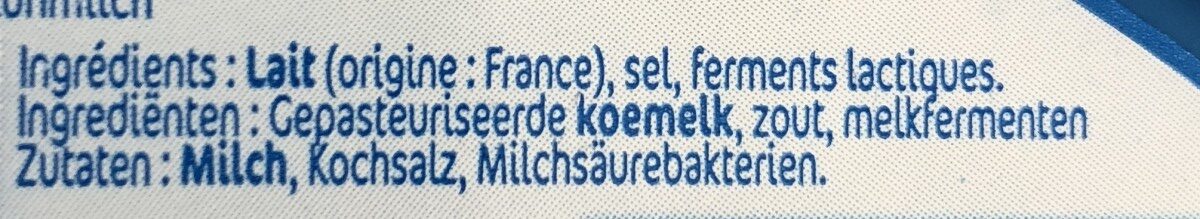 Ingrédients : Lait (origine : France), sel, ferments lactiques.
Ingrediënten : Gepasteuriseerde koemelk, zout, melkfermenten
Zutaten : Milch, Kochsalz, Milchsäurebakterien.